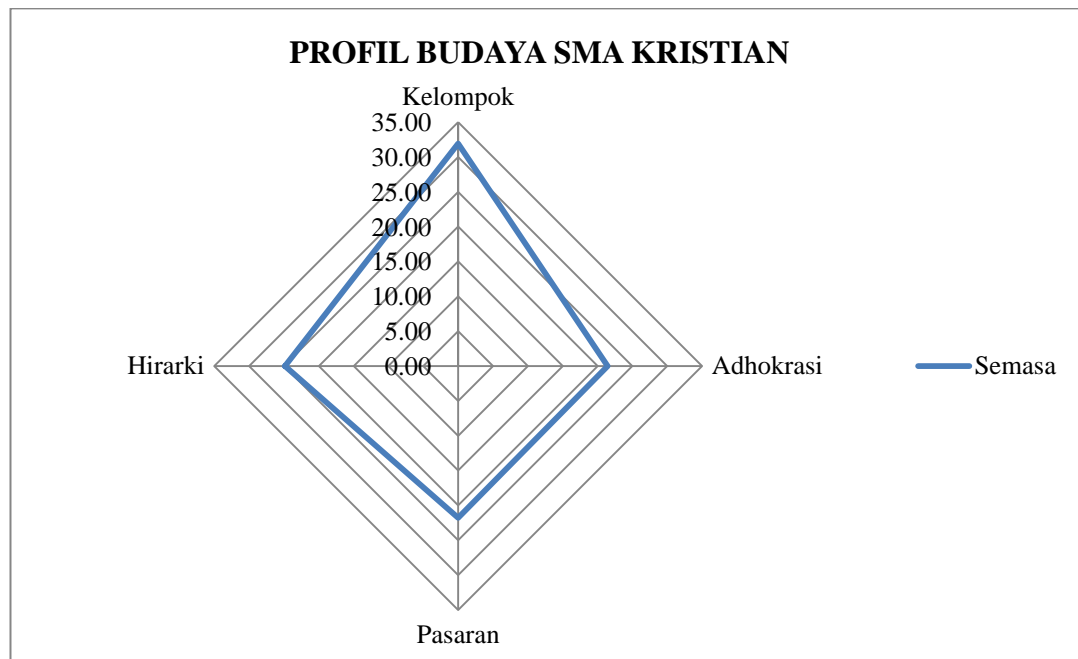 PROFIL BUDAYA SMA KRISTIAN
Kelompok
35.00
30.00
25.00
20.00
15.00
10.00
5.00
0.00
Hirarki
Adhokrasi
Semasa
Pasaran